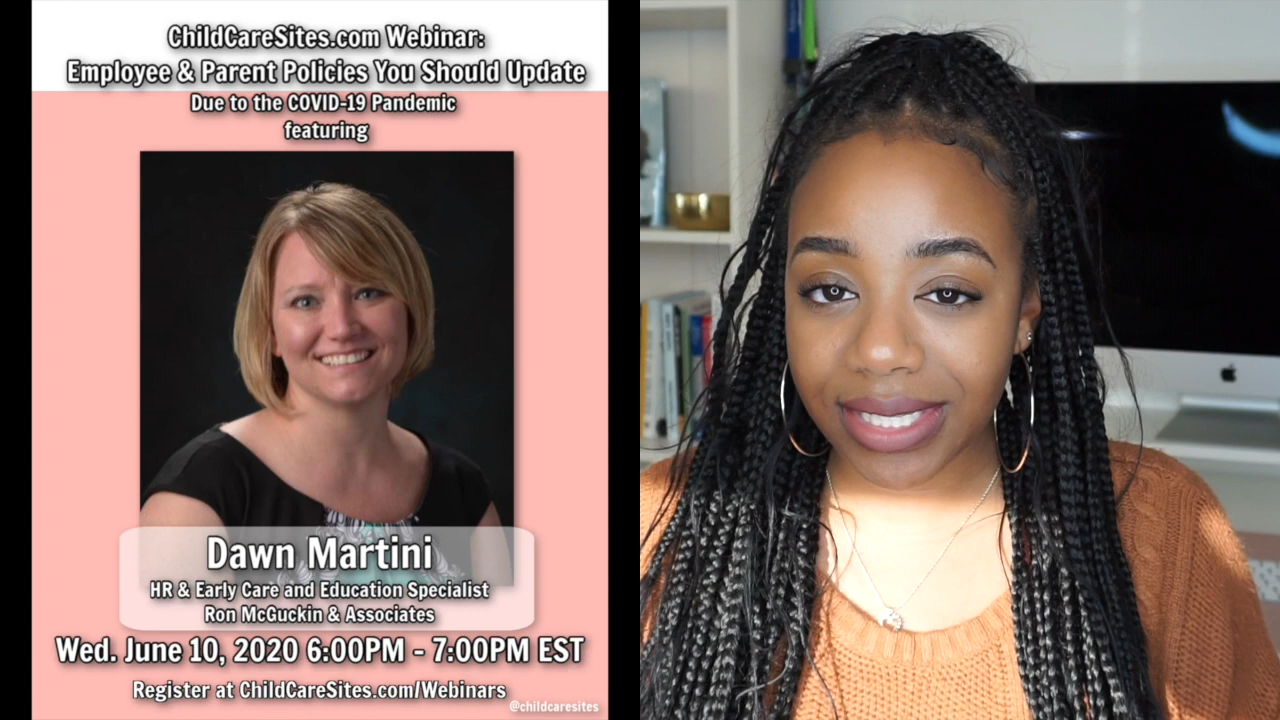 ChildCareSites.com Webinar:
Employee & Parent Policies You Should Update
Due to the COVID-19 Pandemic
featuring
Dawn Martini
HR & Early Care and Education Specialist
Ron McGuckin & Associates
Wed. June 10, 2020 6:00PM - 7:00PM EST
Register at ChildCareSites.com/Webinars
@childcaresites